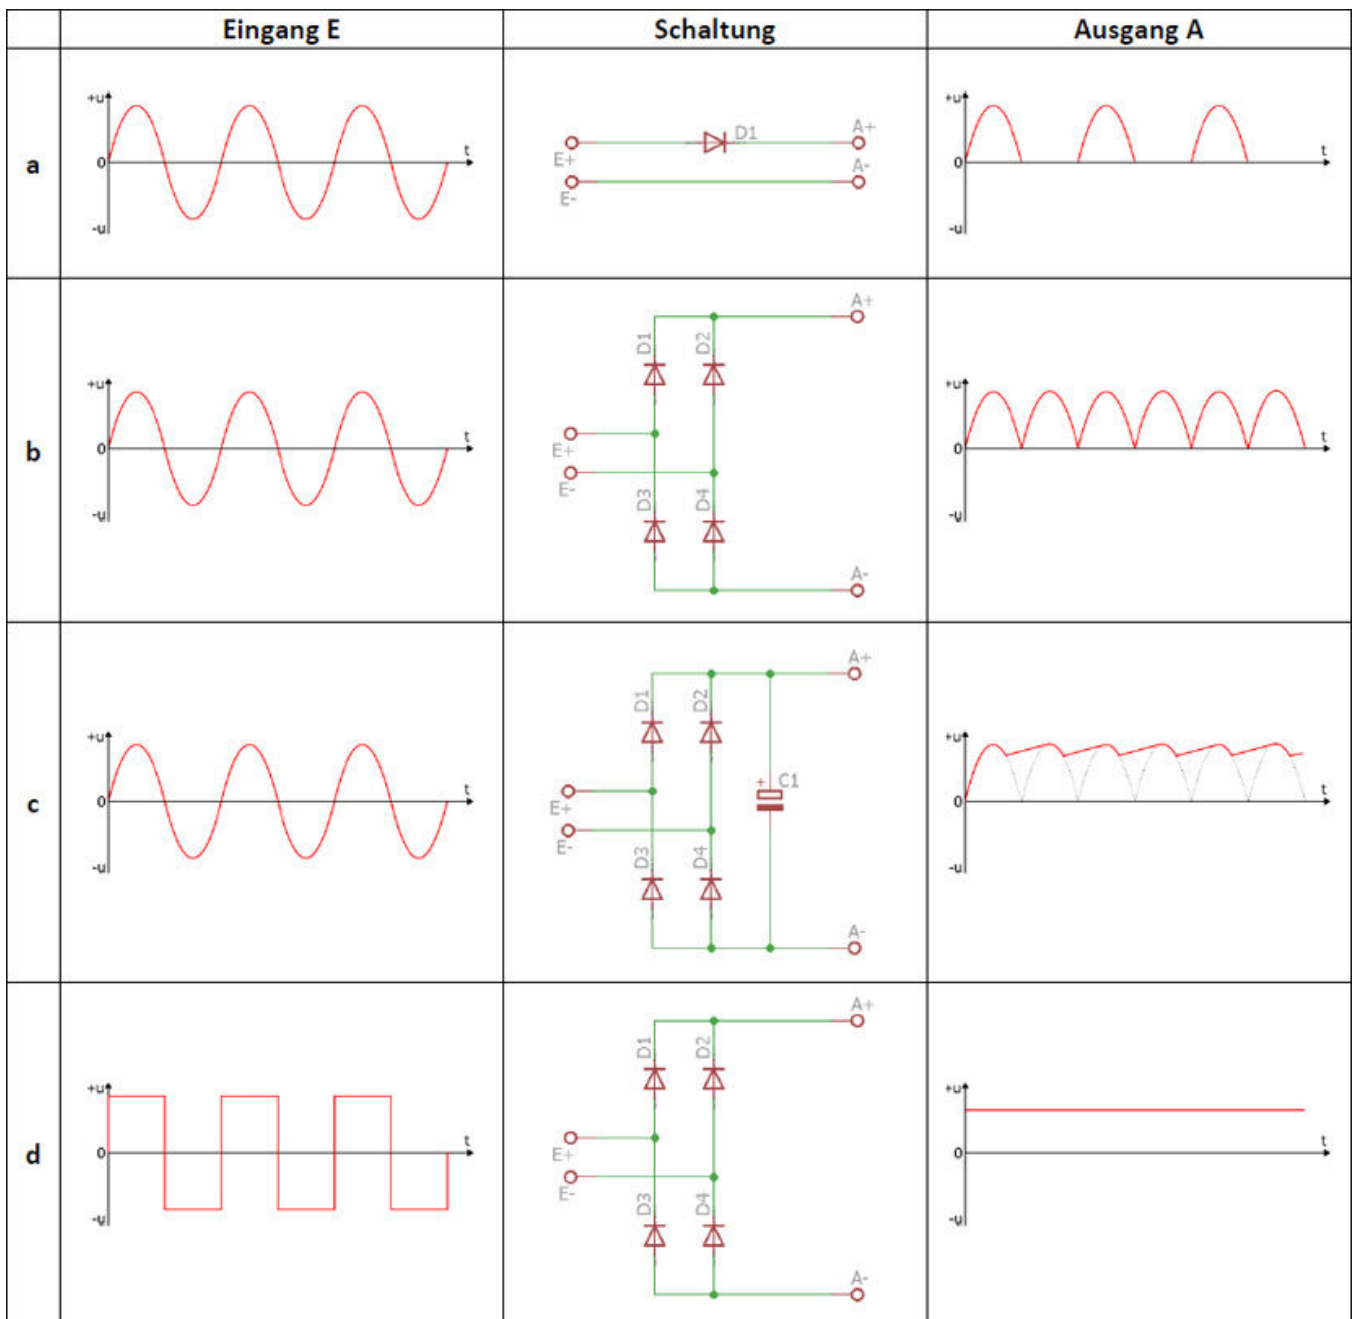 Eingang E Schaltung Ausgang A
a
+u
0
t
-u
D1
E+
E-
A+
A-
+u
0
t
-u
b
+u
0
t
-u
A+
D1
D2
E+
E-
D3
D4
A-
+u
0
t
-u
c
+u
0
t
-u
A+
D1
D2
+
C1
E+
E-
D3
D4
A-
+u
0
t
-u
d
+u
0
t
-u
A+
D1
D2
E+
E-
D3
D4
A-
+u
0
t
-u